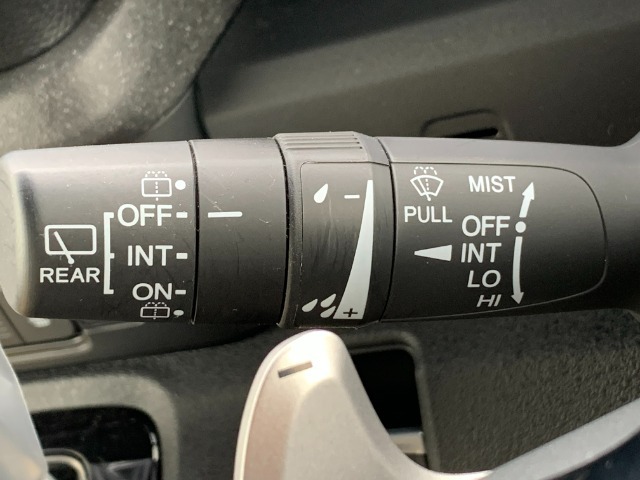 REAR
OFF
INT
ON
−
+
PULL
MIST
OFF
INT
LO
HI